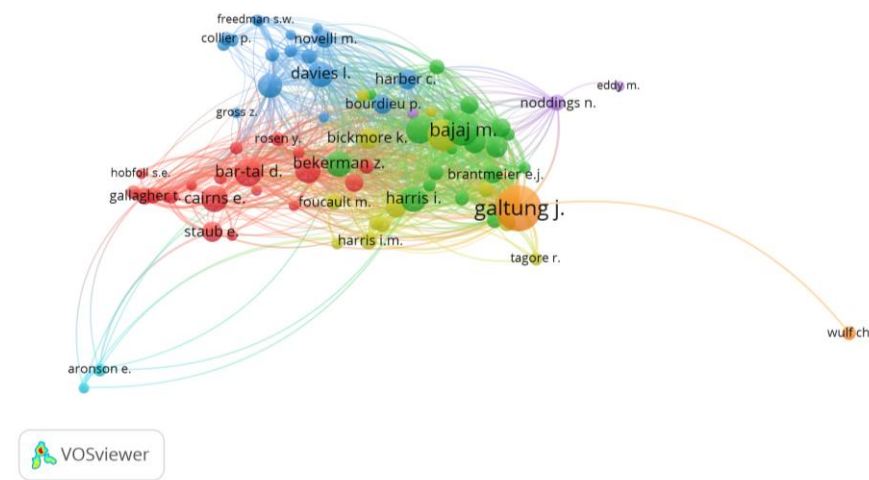 freedman s.w.
collier p.
novelli m.
davies l.
harber c.
eddy m.
bourdieu p.
noddings n.
gross z.
rosen y.
bickmore k.
bajaj m.
hobfoll s.e.
bar-tal d.
bekerman z.
brantmeier e.j.
gallagher t.
cairns e.
foucault m.
harris i.
galtung j.
staub e.
harris i.m.
tagore r.
wulf ch
aronson e.
VOSviewer